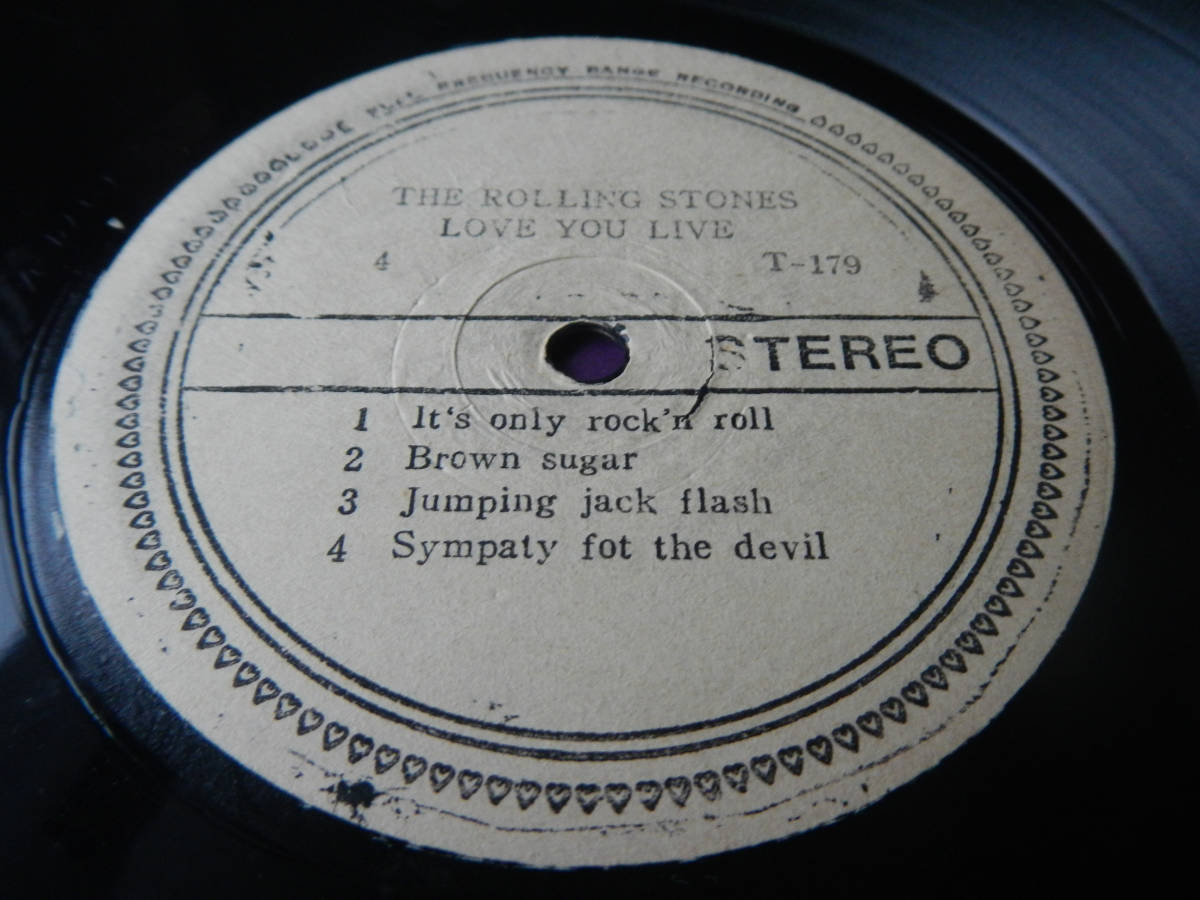 FREQUENCY RANGE RECORDING
THE ROLLING STONES
LOVE YOU LIVE
4 T-179
STEREO
1 It's only rock'n roll
2 Brown sugar
3 Jumping jack flash
4 Sympaty fot the devil